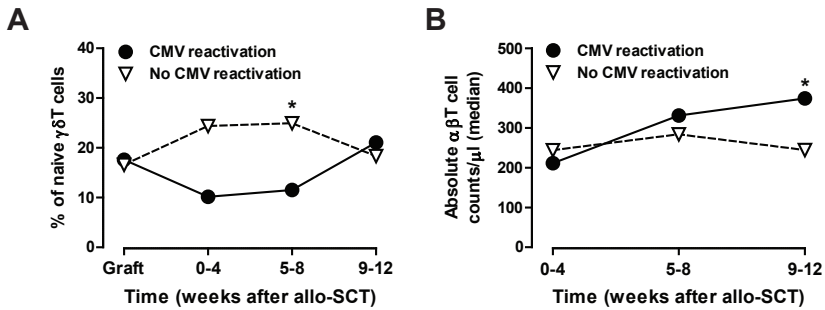 A
CMV reactivation
No CMV reactivation
% of naive γδT cells
40
30
20
10
0
*
Graft
0-4
5-8
9-12
Time (weeks after allo-SCT)
B
CMV reactivation
No CMV reactivation
Absolute αβT cell
counts/μl (median)
500
400
300
200
100
0
*
0-4
5-8
9-12
Time (weeks after allo-SCT)